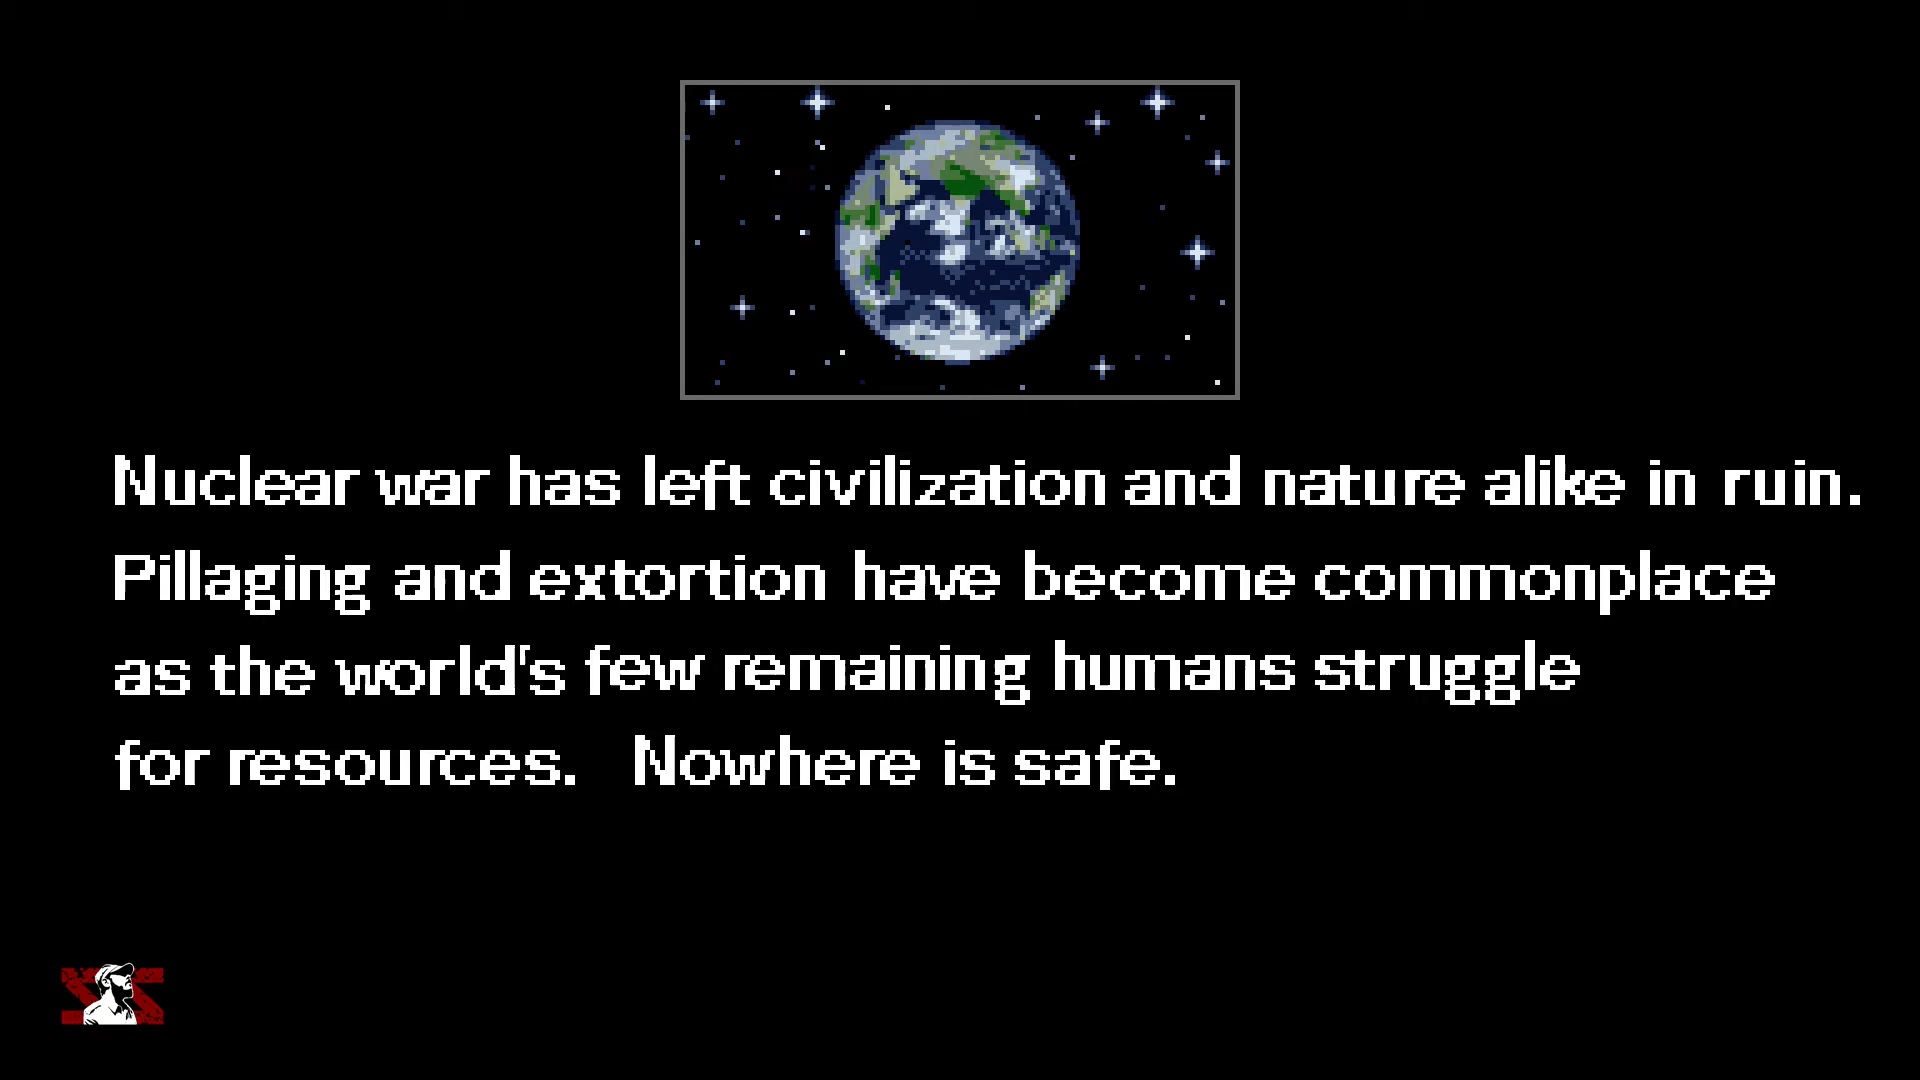 Nuclear war has left civilization and nature alike in ruin.
Pillaging and extortion have become commonplace
as the world's few remaining humans struggle
for resources. Nowhere is safe.